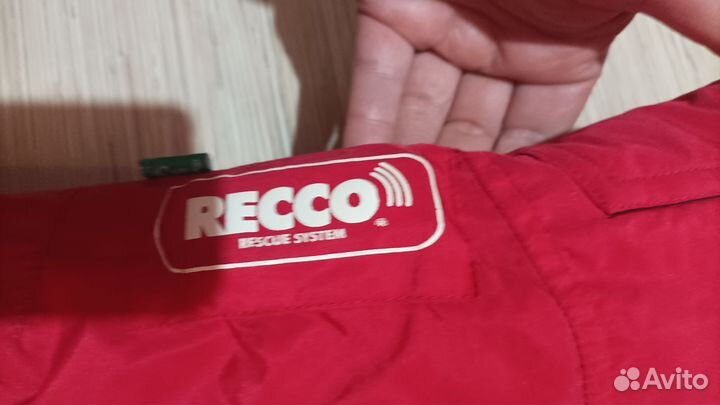 RECCO
RESCUE SYSTEM
®
Avito